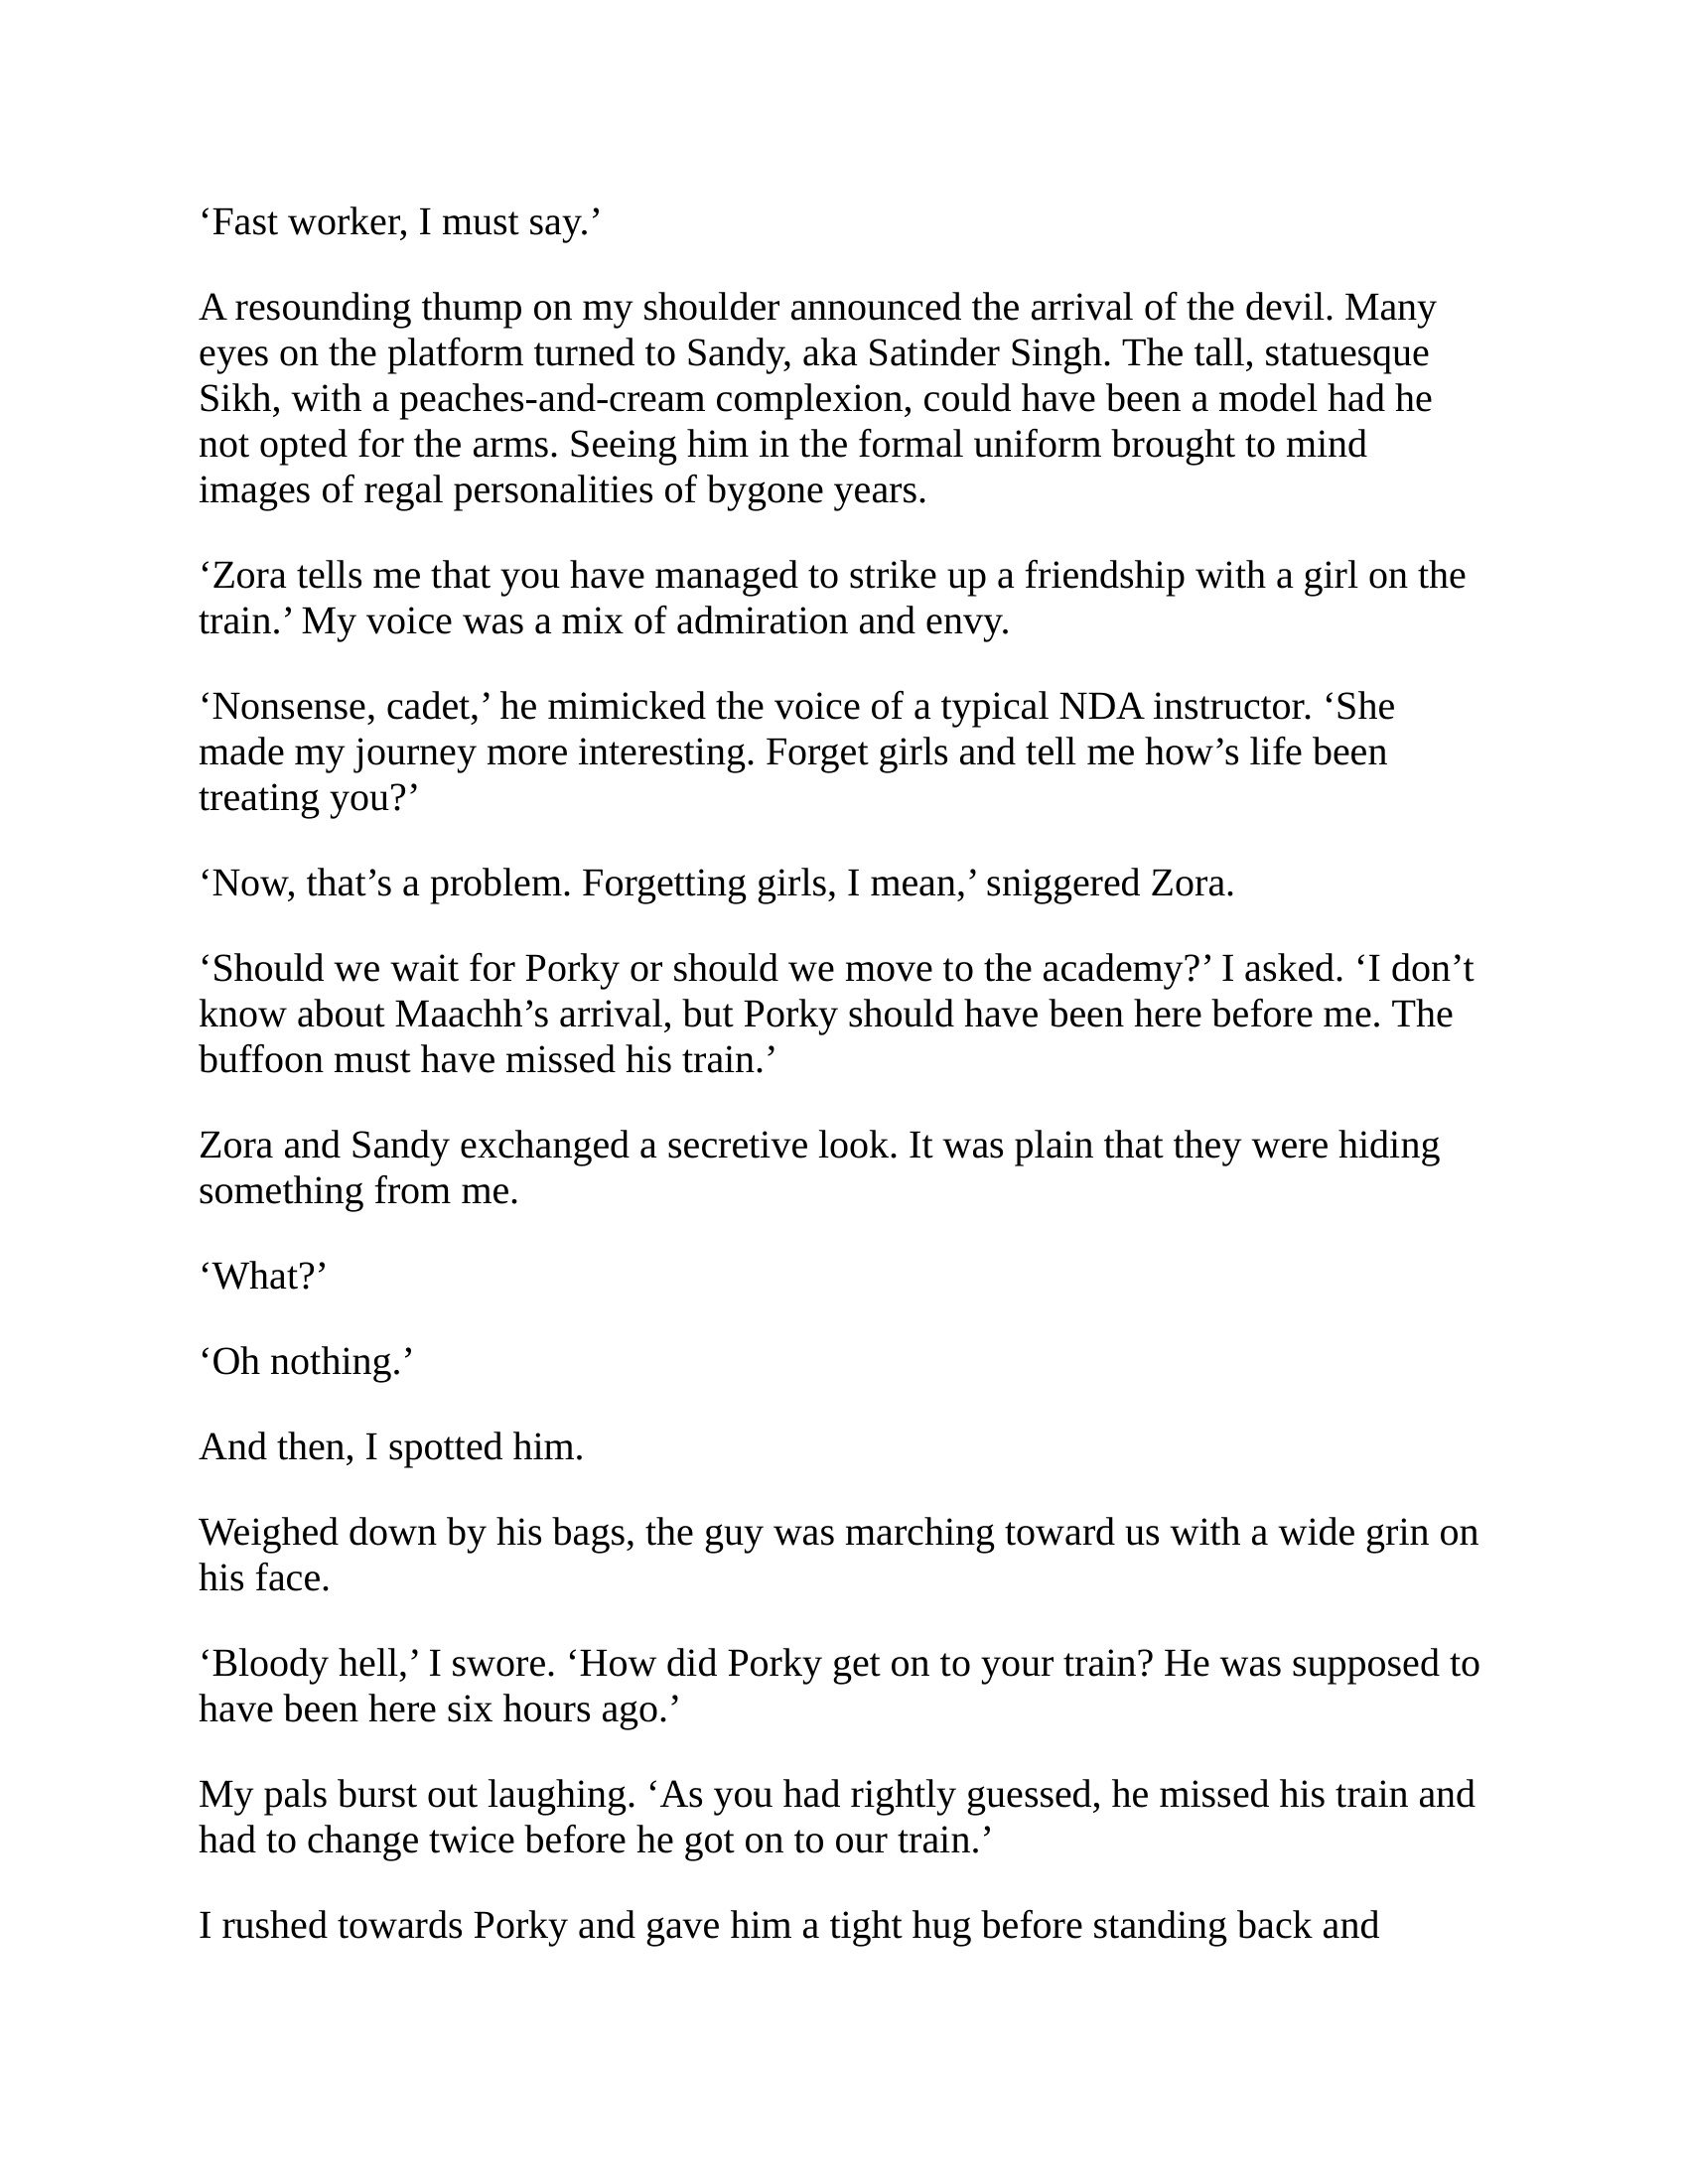 ‘Fast worker, I must say.’
A resounding thump on my shoulder announced the arrival of the devil. Many
eyes on the platform turned to Sandy, aka Satinder Singh. The tall, statuesque
Sikh, with a peaches-and-cream complexion, could have been a model had he
not opted for the arms. Seeing him in the formal uniform brought to mind
images of regal personalities of bygone years.
‘Zora tells me that you have managed to strike up a friendship with a girl on the
train.’ My voice was a mix of admiration and envy.
‘Nonsense, cadet,’ he mimicked the voice of a typical NDA instructor. ‘She
made my journey more interesting. Forget girls and tell me how’s life been
treating you?’
‘Now, that’s a problem. Forgetting girls, I mean,’ sniggered Zora.
‘Should we wait for Porky or should we move to the academy?’ I asked. ‘I don’t
know about Maachh’s arrival, but Porky should have been here before me. The
buffoon must have missed his train.’
Zora and Sandy exchanged a secretive look. It was plain that they were hiding
something from me.
‘What?’
‘Oh nothing.’
And then, I spotted him.
Weighed down by his bags, the guy was marching toward us with a wide grin on
his face.
‘Bloody hell,’ I swore. ‘How did Porky get on to your train? He was supposed to
have been here six hours ago.’
My pals burst out laughing. ‘As you had rightly guessed, he missed his train and
had to change twice before he got on to our train.’
I rushed towards Porky and gave him a tight hug before standing back and